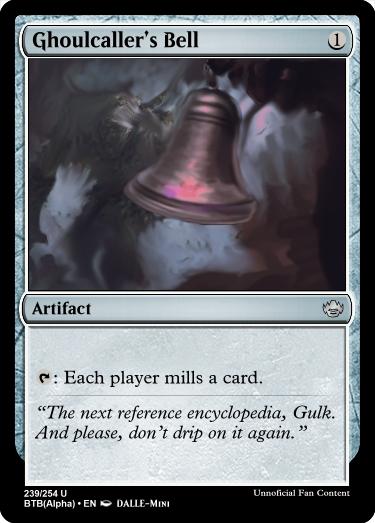 Ghoulcaller's Bell 1
Artifact
: Each player mills a card.
“The next reference encyclopedia, Gulk.
And please, don’t drip on it again.”
239/254 U
BTB(Alpha) • EN DALLE-Mini
Unnofficial Fan Content